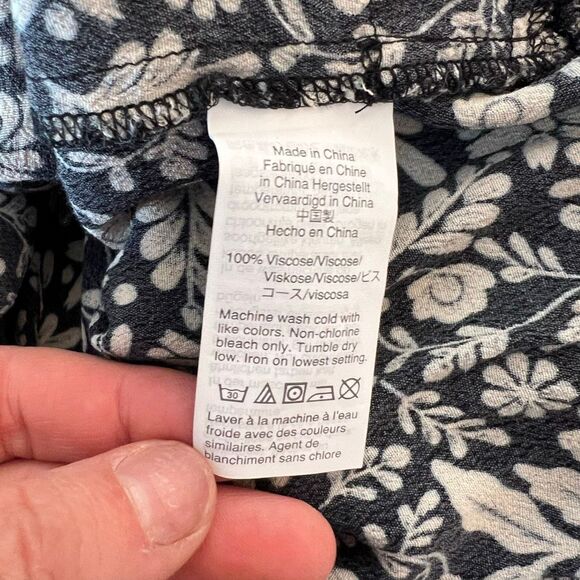 Made in China
Fabriqué en Chine
in China Hergestellt
Vervaardigd in China
中国製
Hecho en China
100% Viscose/Viscose/
Viskose/Viscose/ビス
コース/viscosa
Machine wash cold with
like colors. Non-chlorine
bleach only. Tumble dry
low. Iron on lowest setting.
30
Laver à la machine à l'eau
froide avec des couleurs
similaires. Agent de
blanchiment sans chlore